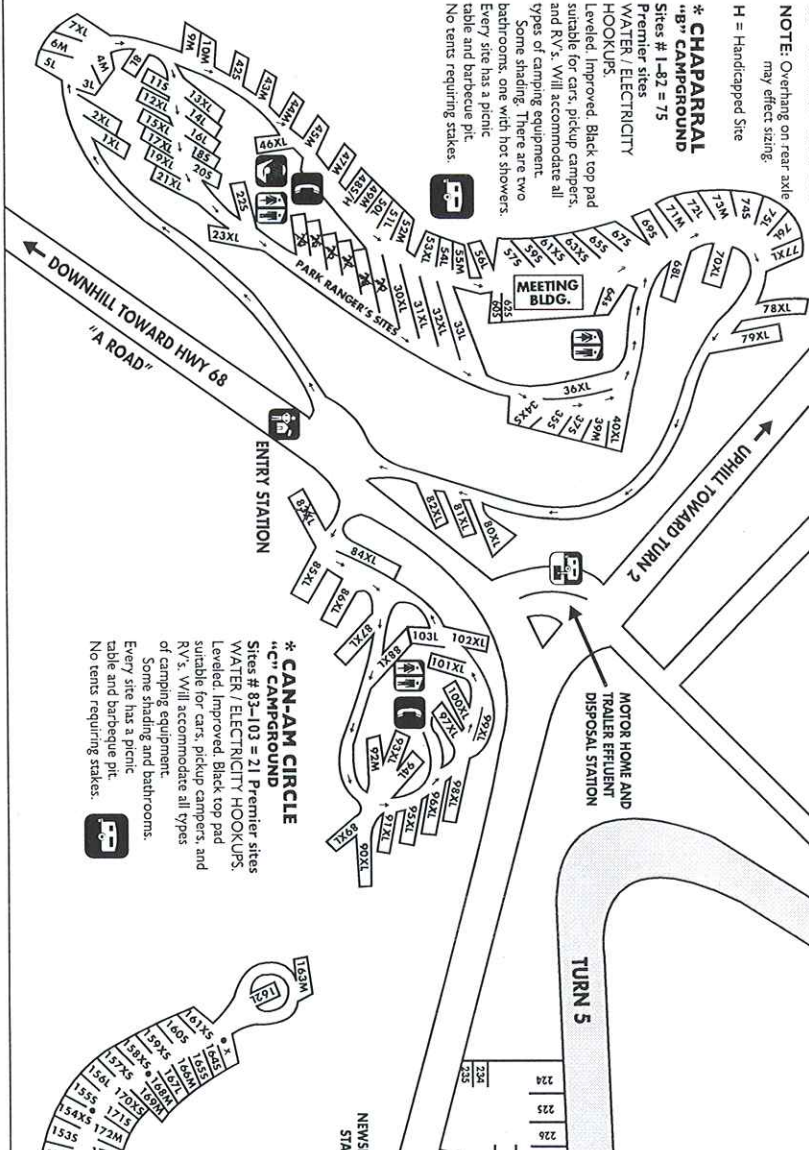 NOTE: Overhang on rear axle
may effect sizing.
H = Handicapped Site
* CHAPARRAL
"B" CAMPGROUND
Sites # 1–82 = 75
Premier sites
WATER / ELECTRICITY
HOOKUPS.
Leveled. Improved. Black top pad
suitable for cars, pickup campers,
and RV's. Will accommodate all
types of camping equipment.
Some shading. There are two
bathrooms, one with hot showers.
Every site has a picnic
table and barbecue pit.
No tents requiring stakes.
7XL
6M
5L
4M
3L
2XL
1XL
8L
9M
10M
11S
12XL
13XL
14L
15XL
16L
17XL
18S
19XL
20S
21XL
22S
23XL
42S
43M
44M
45M
46XL
47M
48S/H
49M
50L
51L
52M
53XL
54L
55M
56L
57S
59S
61XS
63XS
65S
67S
69S
71M
72L
73M
74S
75L
76L
77XL
70XL
68L
78XL
79XL
MEETING
BLDG.
60S
62S
64S
30XL
31XL
32XL
33L
PARK RANGER'S SITES
36XL
34XS
35S
37S
39M
40XL
DOWNHILL TOWARD HWY 68
"A ROAD"
ENTRY STATION
UPHILL TOWARD TURN 2
82XL
81XL
80XL
MOTOR HOME AND
TRAILER EFFLUENT
DISPOSAL STATION
83XL
84XL
85XL
86XL
87XL
88XL
103L
102XL
101XL
100XL
99XL
97XL
98XL
96XL
95XL
94L
93XL
92M
91XL
90XL
89XL
* CAN-AM CIRCLE
"C" CAMPGROUND
Sites # 83–103 = 21 Premier sites
WATER / ELECTRICITY HOOKUPS.
Leveled. Improved. Black top pad
suitable for cars, pickup campers, and
RV's. Will accommodate all types
of camping equipment.
Some shading and bathrooms.
Every site has a picnic
table and barbeque pit.
No tents requiring stakes.
TURN 5
163M
162L
161XS
160S
159XS
158XS
157XS
156L
155S
154XS
153S
x
164S
165S
166M
167L
168M
169M
170XS
171S
172M
234
235
224
225
226
NEWS
STA